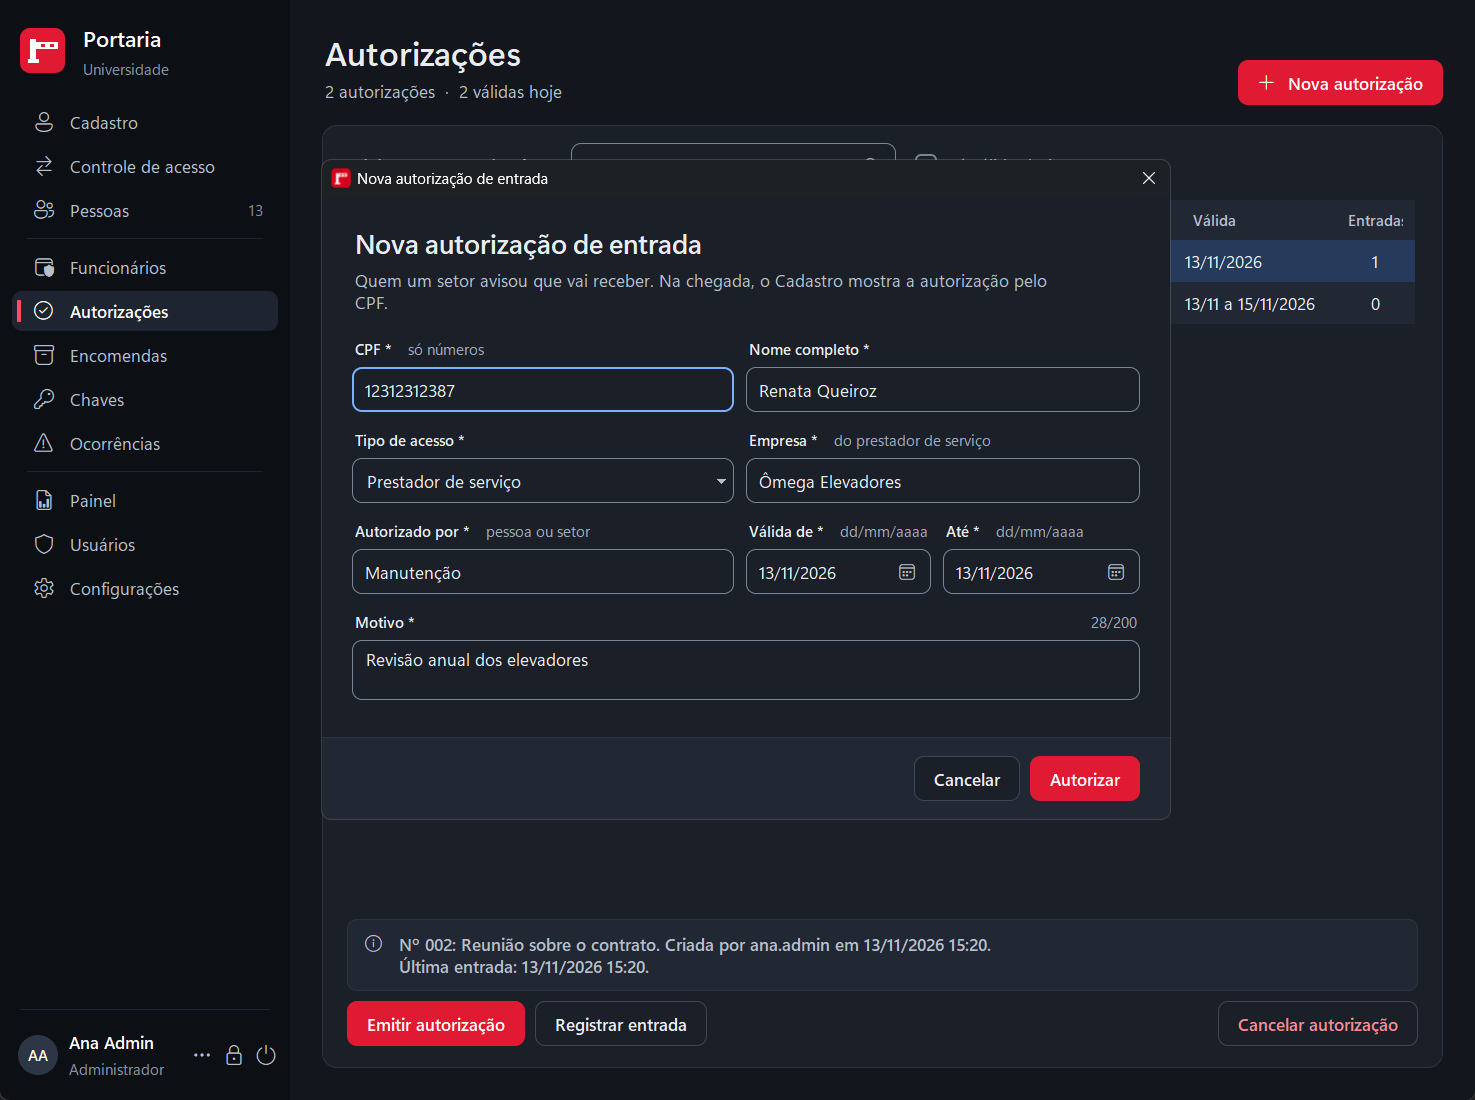 Portaria
Universidade
Cadastro
Controle de acesso
Pessoas 13
Funcionários
Autorizações
Encomendas
Chaves
Ocorrências
Painel
Usuários
Configurações
AA
Ana Admin
Administrador
Autorizações
2 autorizações · 2 válidas hoje
Nova autorização
Nova autorização de entrada
Nova autorização de entrada
Quem um setor avisou que vai receber. Na chegada, o Cadastro mostra a autorização pelo
CPF.
CPF * só números
Nome completo *
12312312387
Renata Queiroz
Tipo de acesso *
Empresa * do prestador de serviço
Prestador de serviço
Ômega Elevadores
Autorizado por * pessoa ou setor
Válida de * dd/mm/aaaa
Até * dd/mm/aaaa
Manutenção
13/11/2026
13/11/2026
Motivo * 28/200
Revisão anual dos elevadores
Cancelar
Autorizar
Válida Entradas
13/11/2026 1
13/11 a 15/11/2026 0
Nº 002: Reunião sobre o contrato. Criada por ana.admin em 13/11/2026 15:20.
Última entrada: 13/11/2026 15:20.
Emitir autorização
Registrar entrada
Cancelar autorização